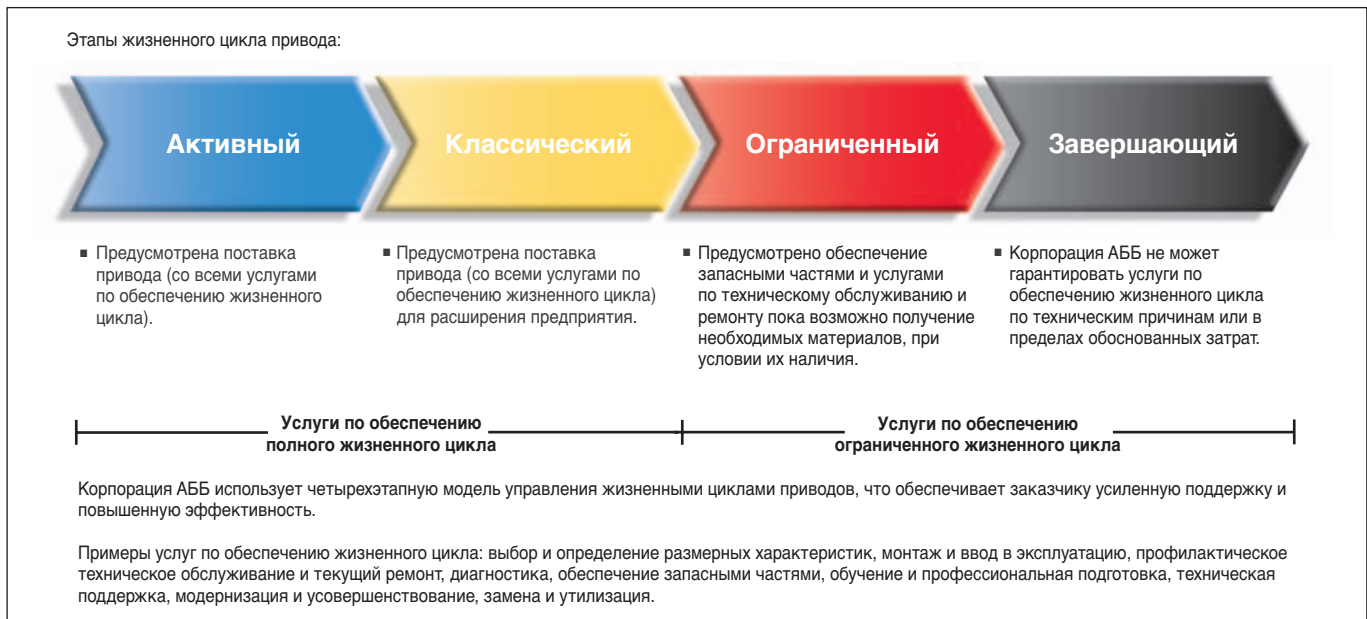 Этапы жизненного цикла привода:
Активный
Классический
Ограниченный
Завершающий
▪ Предусмотрена поставка
привода (со всеми услугами
по обеспечению жизненного
цикла).
▪ Предусмотрена поставка
привода (со всеми услугами по
обеспечению жизненного цикла)
для расширения предприятия.
▪ Предусмотрено обеспечение
запасными частями и услугами
по техническому обслуживанию и
ремонту пока возможно получение
необходимых материалов, при
условии их наличия.
▪ Корпорация АББ не может
гарантировать услуги по
обеспечению жизненного цикла
по техническим причинам или в
пределах обоснованных затрат.
Услуги по обеспечению
полного жизненного цикла
Услуги по обеспечению
ограниченного жизненного цикла
Корпорация АББ использует четырехэтапную модель управления жизненными циклами приводов, что обеспечивает заказчику усиленную поддержку и
повышенную эффективность.
Примеры услуг по обеспечению жизненного цикла: выбор и определение размерных характеристик, монтаж и ввод в эксплуатацию, профилактическое
техническое обслуживание и текущий ремонт, диагностика, обеспечение запасными частями, обучение и профессиональная подготовка, техническая
поддержка, модернизация и усовершенствование, замена и утилизация.